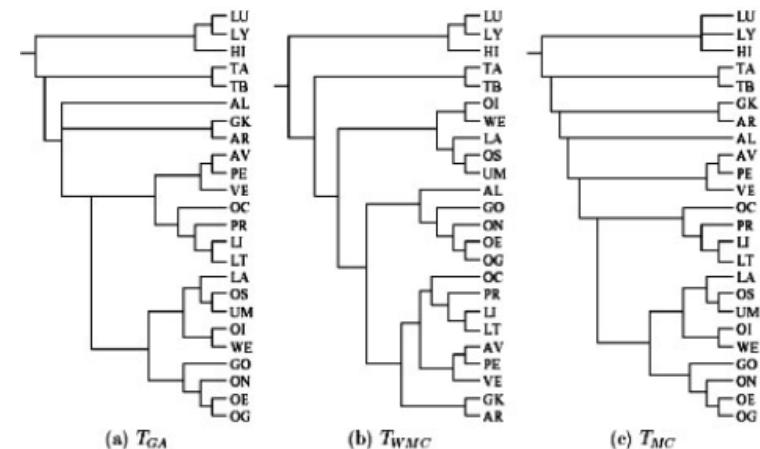 LU
LY
HI
TA
TB
AL
GK
AR
AV
PE
VE
OC
PR
LI
LT
LA
OS
UM
OI
WE
GO
ON
OE
OG
(a) T_GA
LU
LY
HI
TA
TB
OI
WE
LA
OS
UM
AL
GO
ON
OE
OG
OC
PR
LI
LT
AV
PE
VE
GK
AR
(b) T_WMC
LU
LY
HI
TA
TB
GK
AR
AL
AV
PE
VE
OC
PR
LI
LT
LA
OS
UM
OI
WE
GO
ON
OE
OG
(c) T_MC